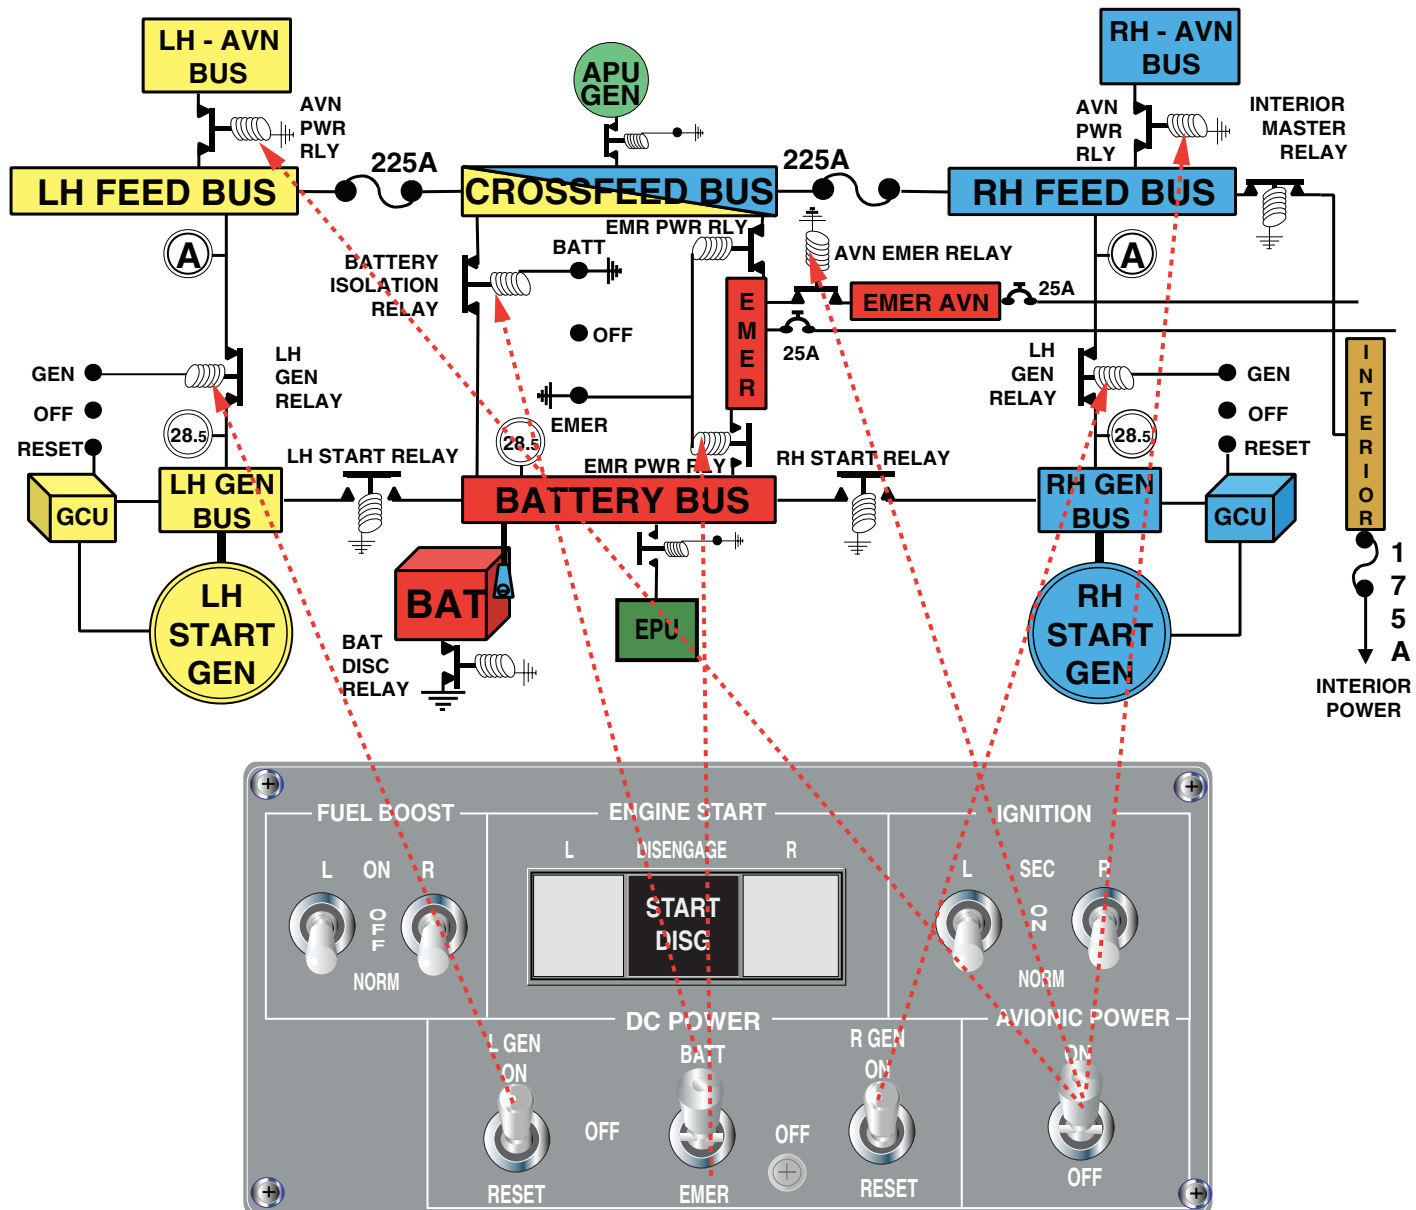 LH - AVN
BUS
AVN
PWR
RLY
APU
GEN
RH - AVN
BUS
AVN
PWR
RLY
INTERIOR
MASTER
RELAY
LH FEED BUS
225A
CROSSFEED BUS
225A
RH FEED BUS
A
BATTERY
ISOLATION
RELAY
BATT
OFF
EMER
EMR PWR RLY
AVN EMER RELAY
E
M
E
R
EMER AVN
25A
25A
A
GEN
OFF
RESET
LH
GEN
RELAY
28.5
28.5
LH
GEN
RELAY
28.5
GEN
OFF
RESET
I
N
T
E
R
I
O
R
GCU
LH GEN
BUS
LH START RELAY
EMR PWR RLY
BATTERY BUS
RH START RELAY
RH GEN
BUS
GCU
LH
START
GEN
BAT
BAT
DISC
RELAY
EPU
RH
START
GEN
1
7
5
A
INTERIOR
POWER
FUEL BOOST
L ON R
OFF
NORM
ENGINE START
L DISENGAGE R
START
DISG
IGNITION
L SEC R
ON
NORM
DC POWER
L GEN
ON
OFF
RESET
BATT
EMER
OFF
R GEN
ON
RESET
AVIONIC POWER
ON
OFF